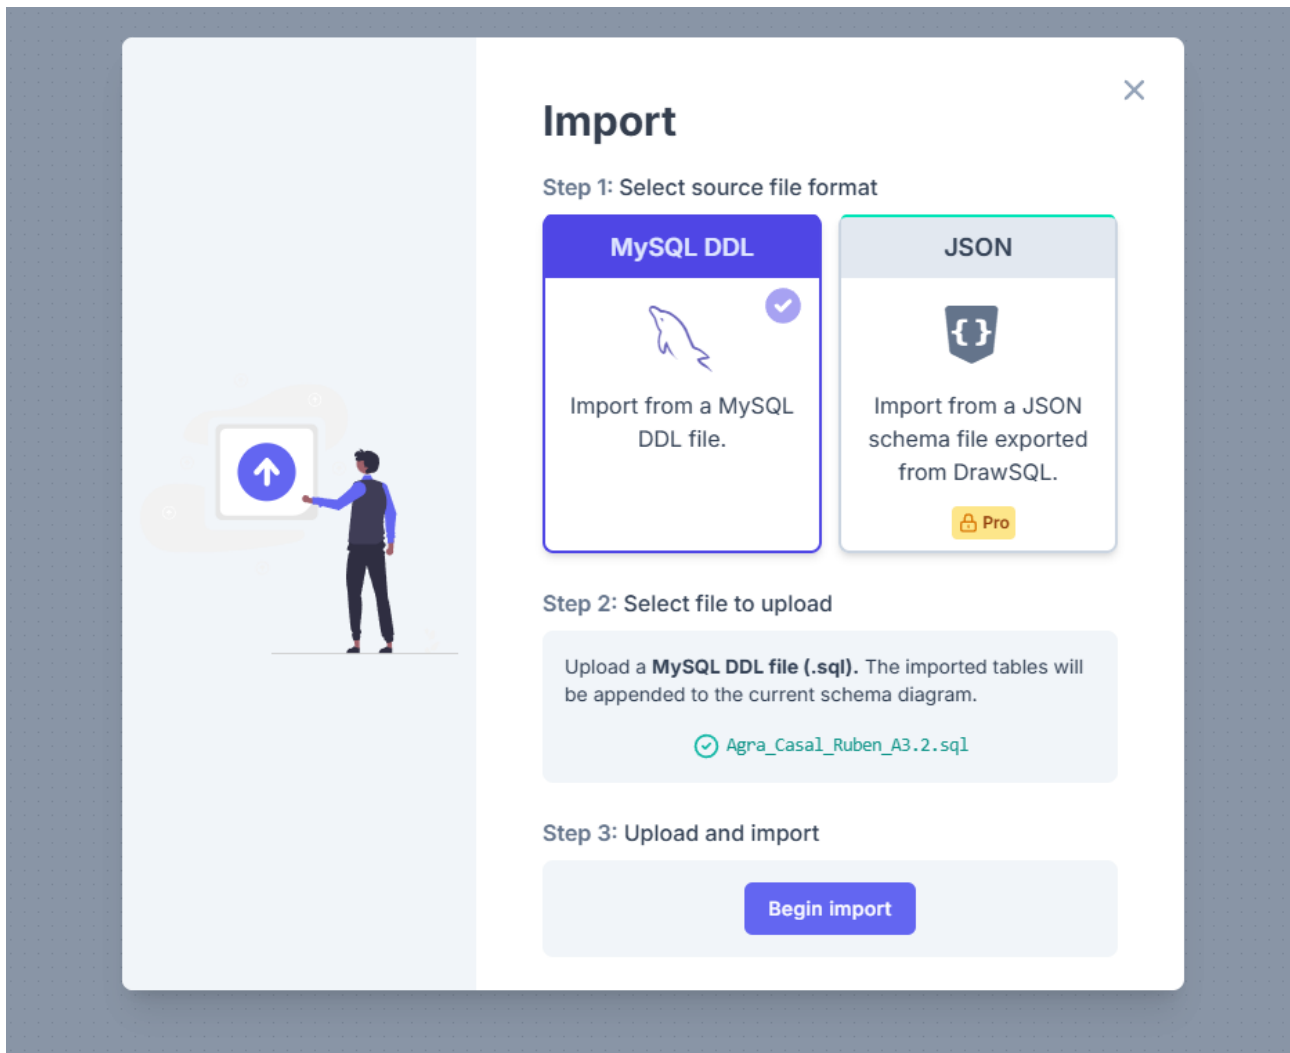 Import
Step 1: Select source file format
MySQL DDL
Import from a MySQL
DDL file.
JSON
{}
Import from a JSON
schema file exported
from DrawSQL.
Pro
Step 2: Select file to upload
Upload a MySQL DDL file (.sql). The imported tables will
be appended to the current schema diagram.
Agra_Casal_Ruben_A3.2.sql
Step 3: Upload and import
Begin import